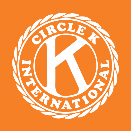 CIRCLE K
K
INTERNATIONAL